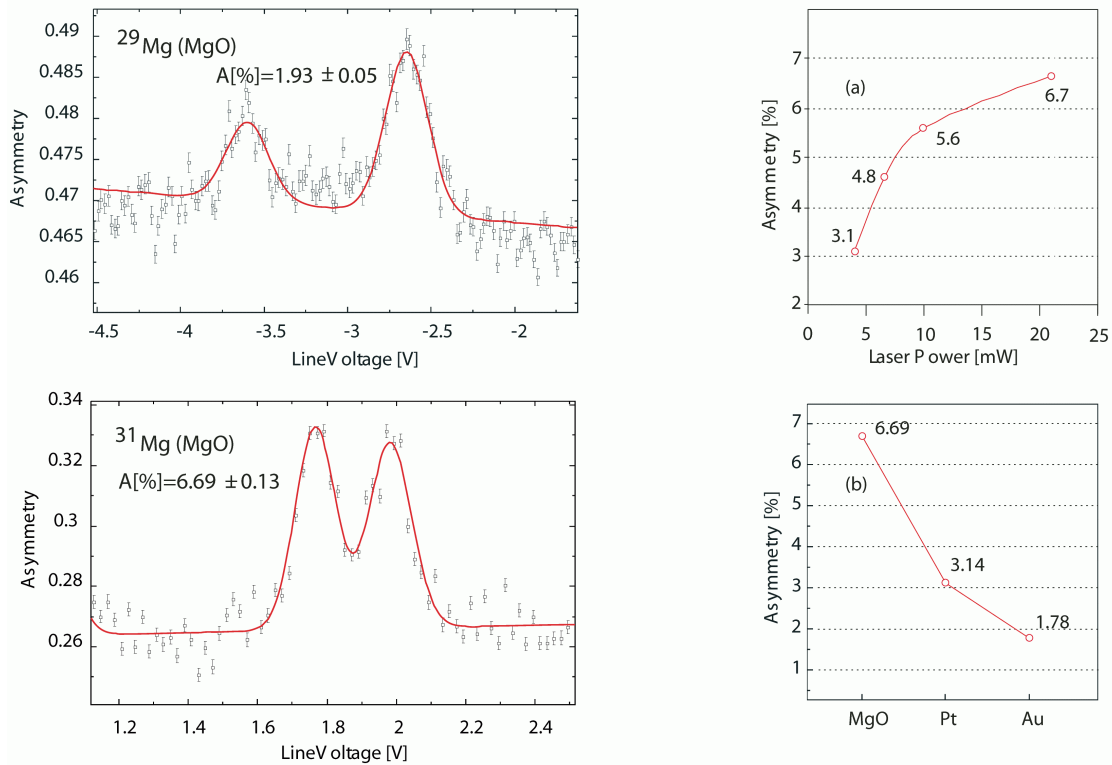 0.49
0.485
0.48
0.475
0.47
0.465
0.46
Asymmetry
29Mg (MgO)
A[%]=1.93 ±0.05
-4.5 -4 -3.5 -3 -2.5 -2
LineV oltage [V]
7
6
5
4
3
2
Asymmetry [%]
(a)
6.7
5.6
4.8
3.1
0 5 10 15 20 25
Laser P ower [mW]
0.34
0.32
0.3
0.28
0.26
Asymmetry
31Mg (MgO)
A[%]=6.69 ±0.13
1.2 1.6 1.6 1.8 2 2.2 2.4
LineV oltage [V]
7
6
5
4
3
2
1
Asymmetry [%]
6.69
(b)
3.14
1.78
MgO Pt Au